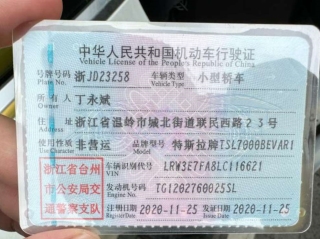 中华人民共和国机动车行驶证
Vehicle License of the People's Republic of China
号牌号码 浙JD23258 车辆类型 小型轿车
Plate No. Vehicle Type
所有人 丁永斌
Owner
住址 浙江省温岭市城北街道联民西路23号
Address
使用性质 非营运 品牌型号 特斯拉牌TSL7000BEVAR1
Use Character Model
浙江省台州市公安局交通警察支队
车辆识别代号 LRW3E7FA8LC116621
VIN
发动机号码 TG1202760025SL
Engine No.
注册日期 2020-11-25 发证日期 2020-11-25
Register Date Issue Date